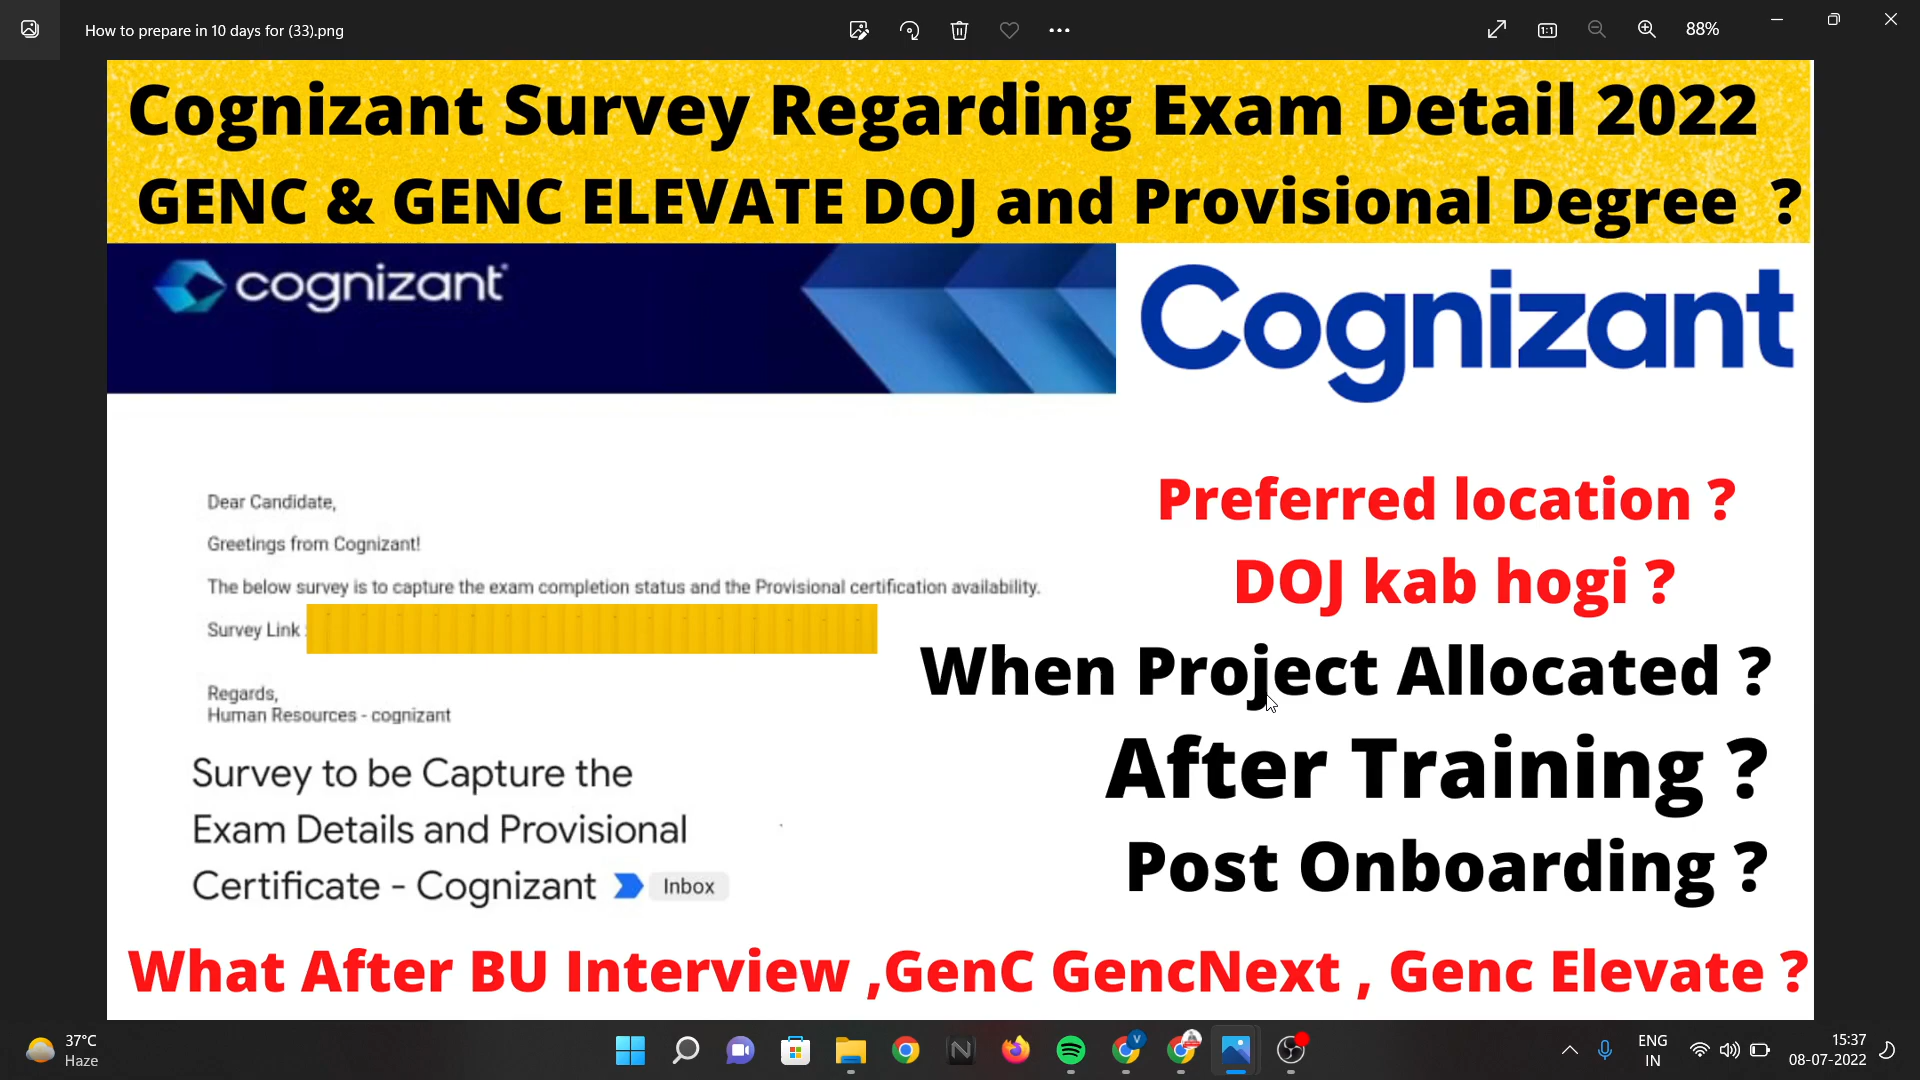 How to prepare in 10 days for (33).png
88%
Cognizant Survey Regarding Exam Detail 2022
GENC & GENC ELEVATE DOJ and Provisional Degree ?
cognizant
Cognizant
Dear Candidate,
Greetings from Cognizant!
The below survey is to capture the exam completion status and the Provisional certification availability.
Survey Link :
Regards,
Human Resources - cognizant
Survey to be Capture the
Exam Details and Provisional
Certificate - Cognizant Inbox
Preferred location ?
DOJ kab hogi ?
When Project Allocated ?
After Training ?
Post Onboarding ?
What After BU Interview ,GenC GencNext , Genc Elevate ?
37°C
Haze
ENG
IN
15:37
08-07-2022